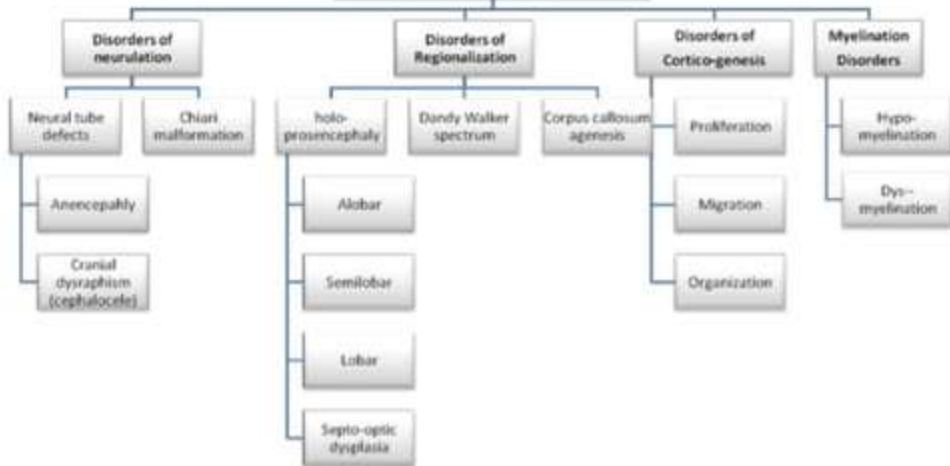 Disorders of
neurulation
Disorders of
Regionalization
Disorders of
Cortico-genesis
Myelination
Disorders
Neural tube
defects
Chiari
malformation
holo-
prosencephaly
Dandy Walker
spectrum
Corpus callosum
agenesis
Proliferation
Hypo-
myelination
Anencepahly
Alobar
Migration
Dys--
myelination
Cranial
dysraphism
(cephalocele)
Semilobar
Organization
Lobar
Septo-optic
dysplasia